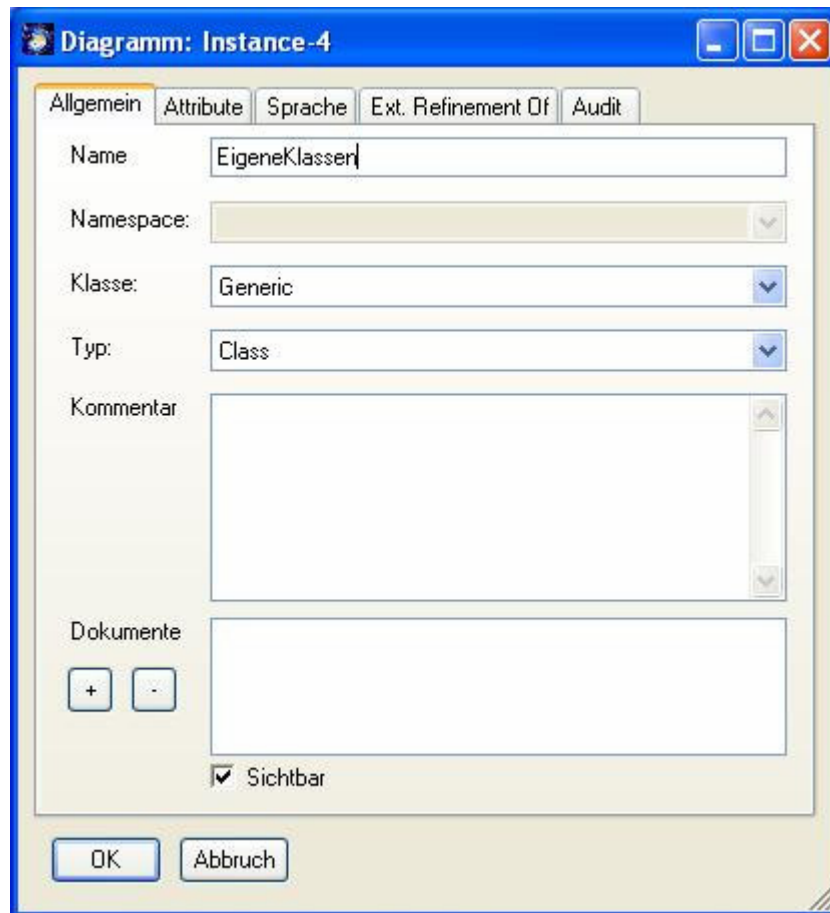 Diagramm: Instance-4
Allgemein Attribute Sprache Ext. Refinement Of Audit
Name EigeneKlassen
Namespace:
Klasse: Generic
Typ: Class
Kommentar
Dokumente
+ -
Sichtbar
OK Abbruch